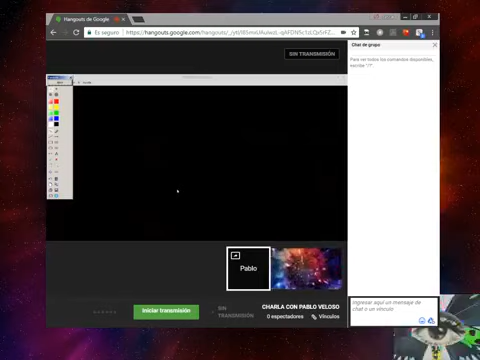 Hangouts de Google
Es seguro
https://hangouts.google.com/hangouts/_/ytl/
SIN TRANSMISIÓN
Chat de grupo
Para ver todos los comandos disponibles,
escribe "/?".
Pablo
Iniciar transmisión
SIN
TRANSMISIÓN
CHARLA CON PABLO VELOSO
0 espectadores
Vínculos
Ingresar aquí un mensaje de
chat o un vínculo